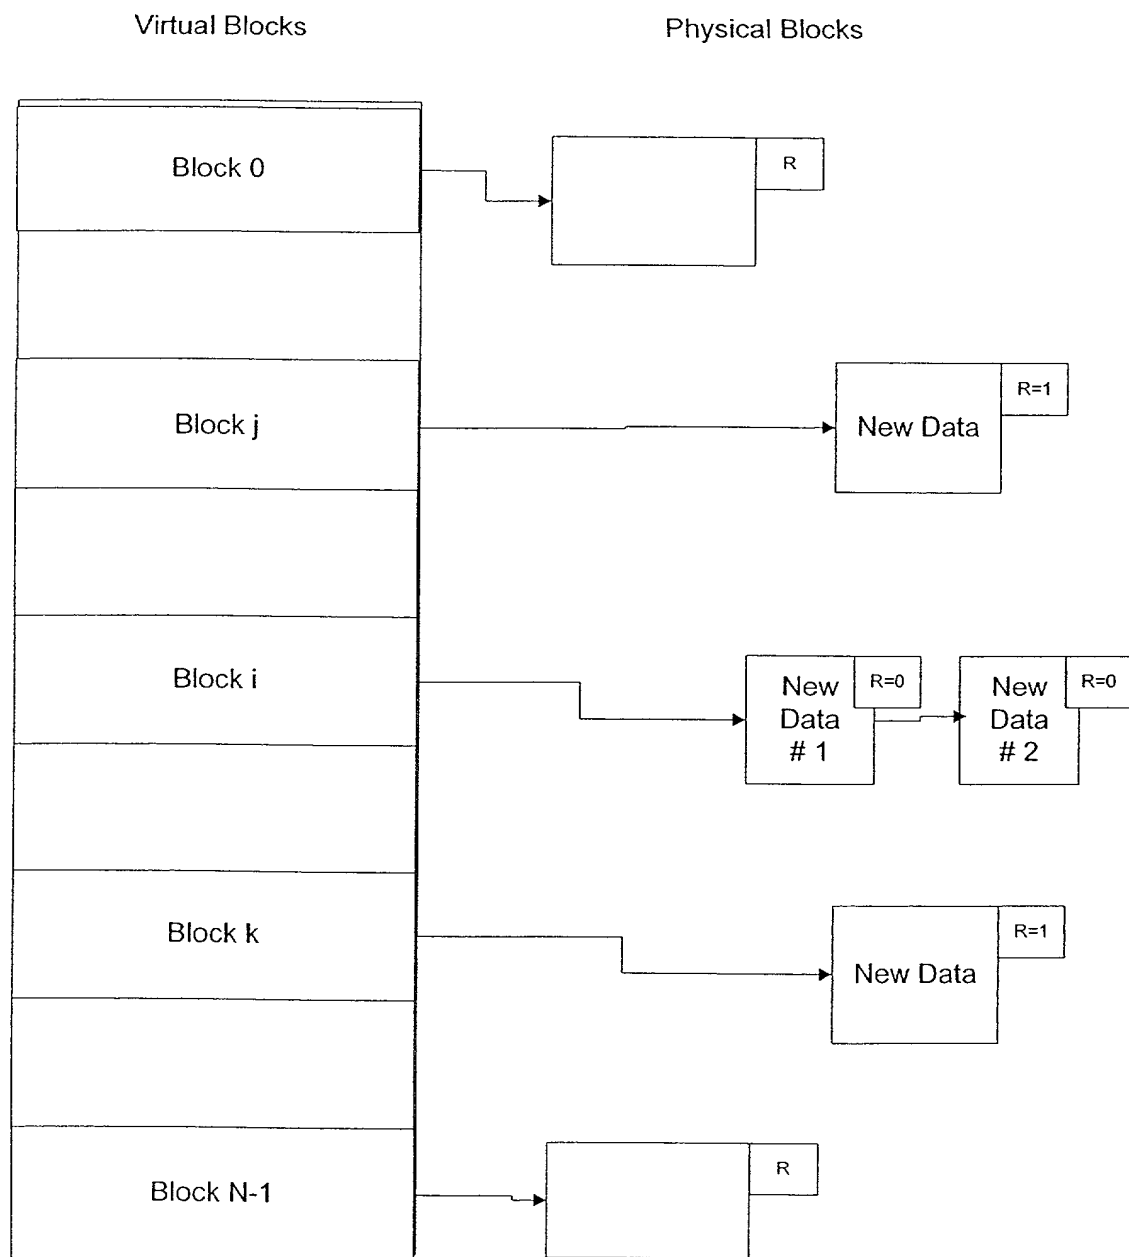 Virtual Blocks
Physical Blocks
Block 0
R
Block j
New Data
R=1
Block i
New
Data
# 1
R=0
New
Data
# 2
R=0
Block k
New Data
R=1
Block N-1
R